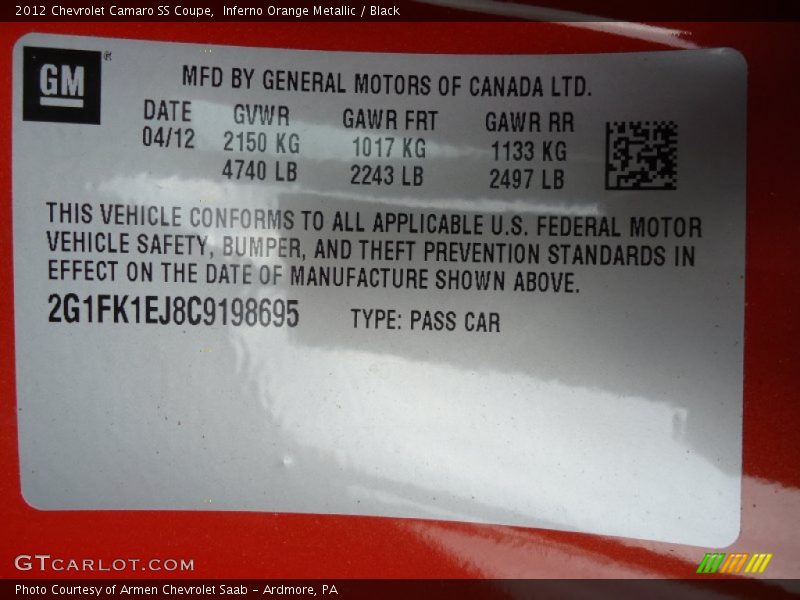 2012 Chevrolet Camaro SS Coupe,  Inferno Orange Metallic / Black
GM ®
MFD BY GENERAL MOTORS OF CANADA LTD.
DATE GVWR GAWR FRT GAWR RR
04/12 2150 KG 1017 KG 1133 KG
4740 LB 2243 LB 2497 LB
THIS VEHICLE CONFORMS TO ALL APPLICABLE U.S. FEDERAL MOTOR
VEHICLE SAFETY, BUMPER, AND THEFT PREVENTION STANDARDS IN
EFFECT ON THE DATE OF MANUFACTURE SHOWN ABOVE.
2G1FK1EJ8C9198695 TYPE: PASS CAR
GTCARLOT.COM
Photo Courtesy of Armen Chevrolet Saab - Ardmore, PA